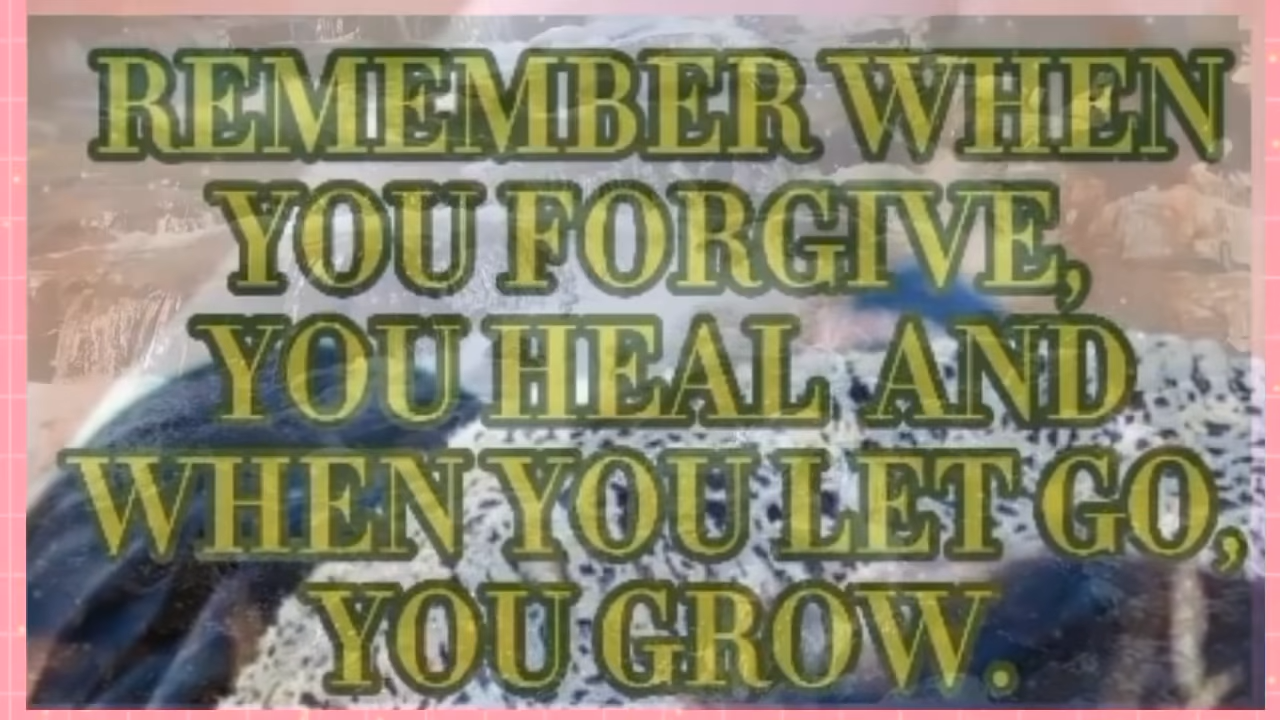 REMEMBER WHEN
YOU FORGIVE,
YOU HEAL AND
WHEN YOU LET GO,
YOU GROW.